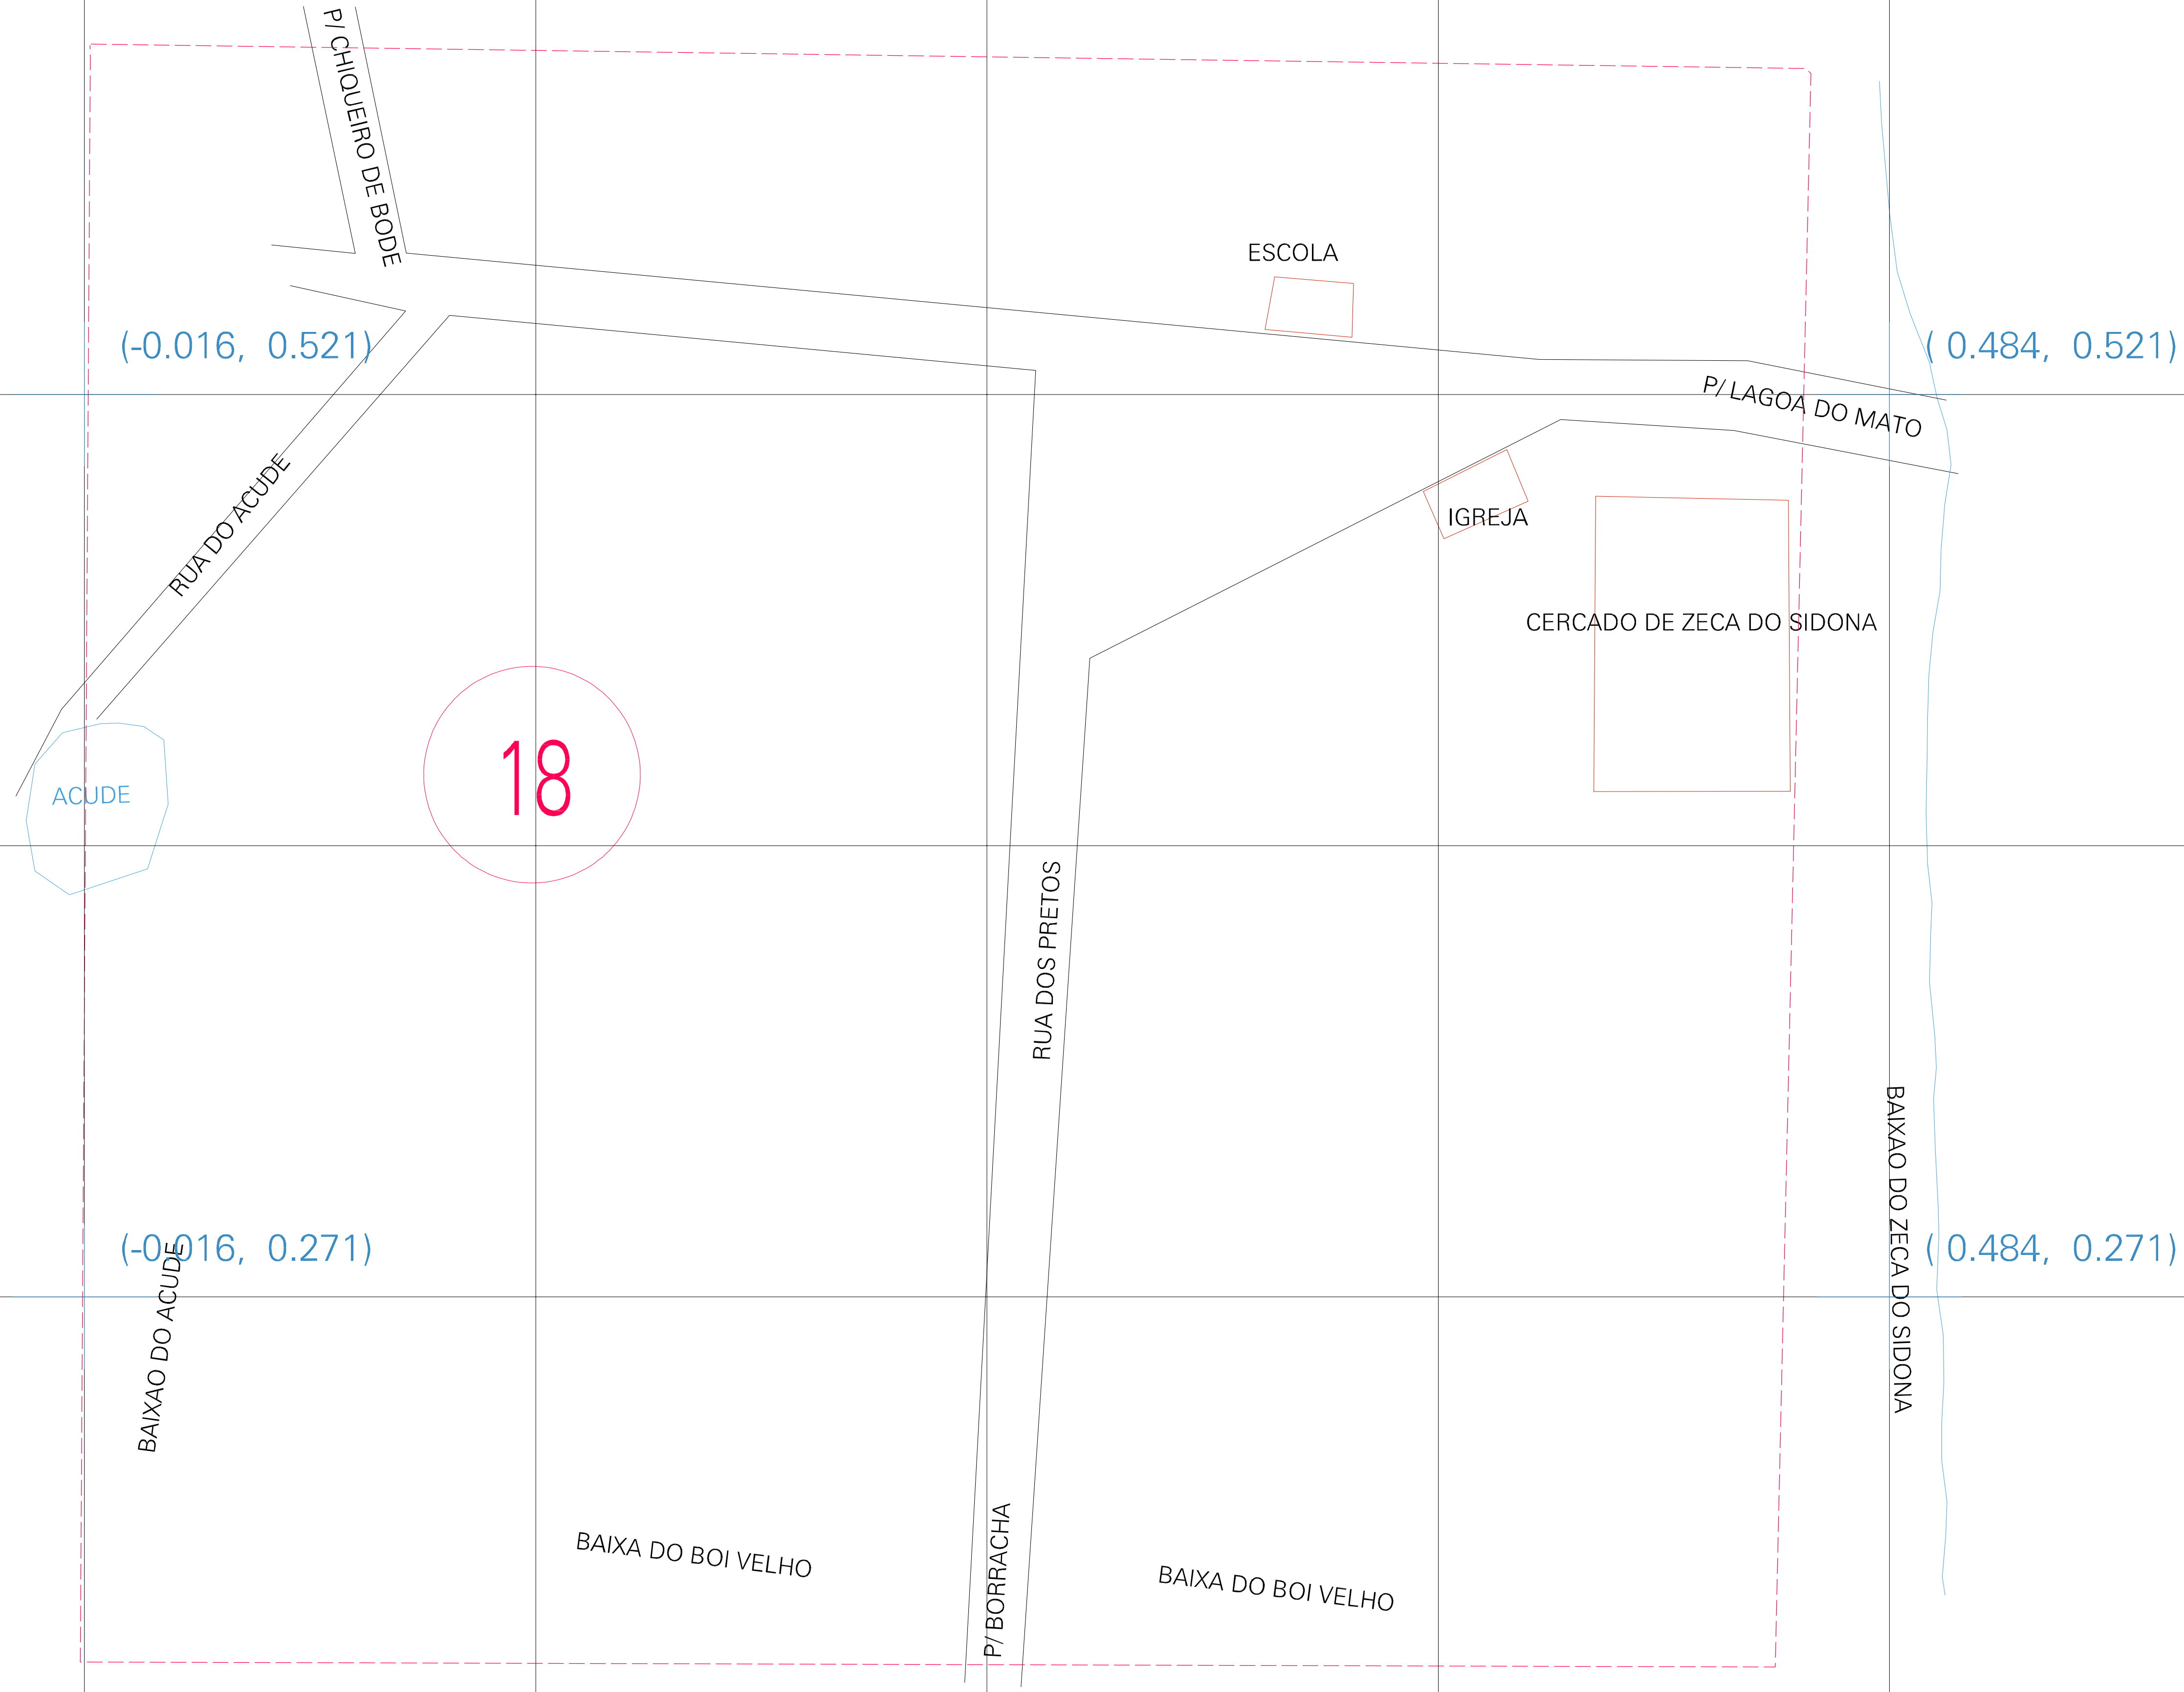 P/ CHIQUEIRO DE BODE
ESCOLA
(-0.016, 0.521)
( 0.484, 0.521)
P/ LAGOA DO MATO
RUA DO ACUDE
IGREJA
CERCADO DE ZECA DO SIDONA
18
ACUDE
RUA DOS PRETOS
BAIXAO DO ZECA DO SIDONA
(-0.016, 0.271)
( 0.484, 0.271)
BAIXAO DO ACUDE
P/ BORRACHA
BAIXA DO BOI VELHO
BAIXA DO BOI VELHO